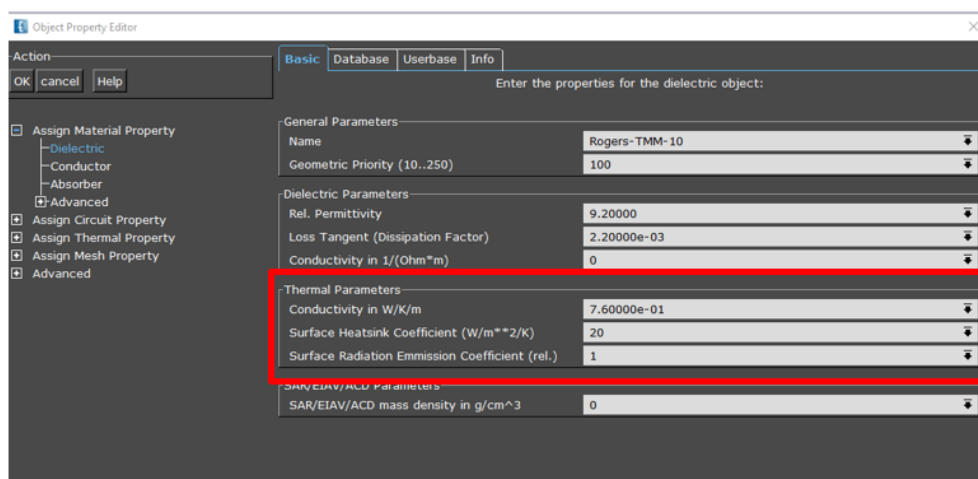 Object Property Editor
Action
OK cancel Help
Assign Material Property
Dielectric
Conductor
Absorber
Advanced
Assign Circuit Property
Assign Thermal Property
Assign Mesh Property
Advanced
Basic Database Userbase Info
Enter the properties for the dielectric object:
General Parameters
Name Rogers-TMM-10
Geometric Priority (10..250) 100
Dielectric Parameters
Rel. Permittivity 9.20000
Loss Tangent (Dissipation Factor) 2.20000e-03
Conductivity in 1/(Ohm*m) 0
Thermal Parameters
Conductivity in W/K/m 7.60000e-01
Surface Heatsink Coefficient (W/m**2/K) 20
Surface Radiation Emmission Coefficient (rel.) 1
SAR/EIAV/ACD Parameters
SAR/EIAV/ACD mass density in g/cm^3 0